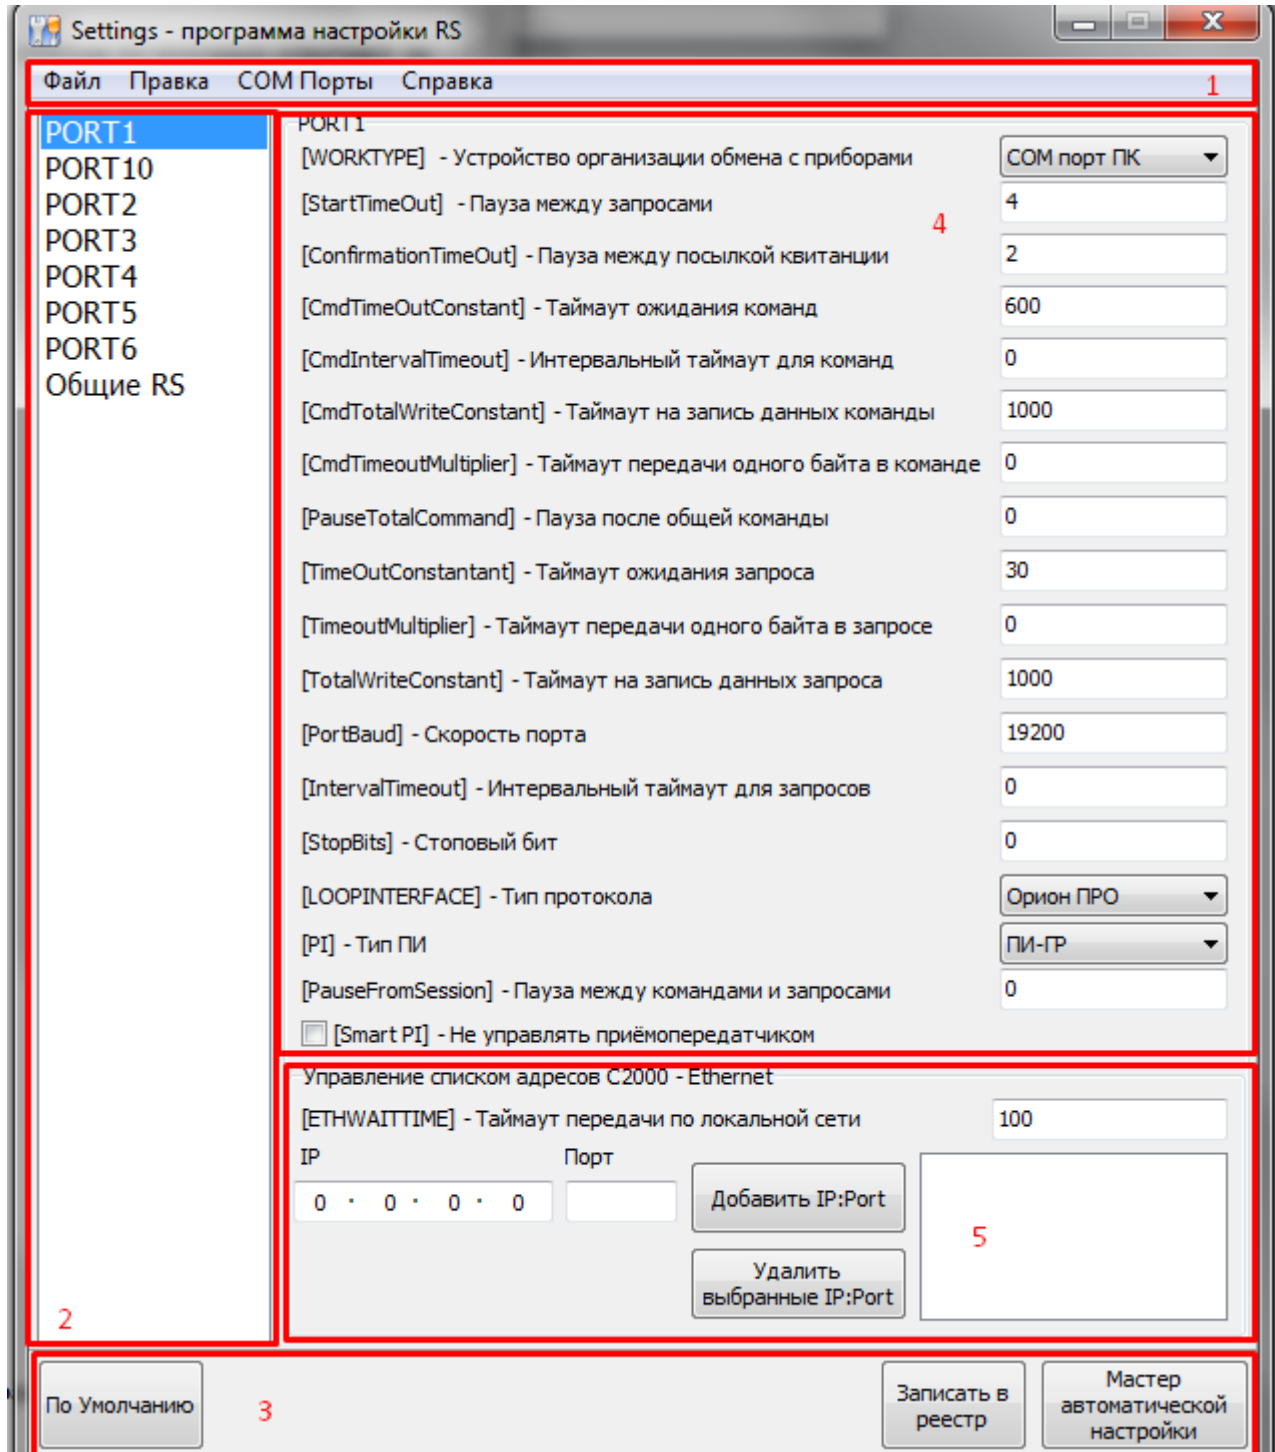 Settings - программа настройки RS
Файл Правка COM Порты Справка
1
PORT1
PORT10
PORT2
PORT3
PORT4
PORT5
PORT6
Общие RS
2
PORT1
[WORKTYPE] - Устройство организации обмена с приборами COM порт ПК
[StartTimeOut] - Пауза между запросами 4
4
[ConfirmationTimeOut] - Пауза между посылкой квитанции 2
[CmdTimeOutConstant] - Таймаут ожидания команд 600
[CmdIntervalTimeout] - Интервальный таймаут для команд 0
[CmdTotalWriteConstant] - Таймаут на запись данных команды 1000
[CmdTimeoutMultiplier] - Таймаут передачи одного байта в команде 0
[PauseTotalCommand] - Пауза после общей команды 0
[TimeOutConstantant] - Таймаут ожидания запроса 30
[TimeoutMultiplier] - Таймаут передачи одного байта в запросе 0
[TotalWriteConstant] - Таймаут на запись данных запроса 1000
[PortBaud] - Скорость порта 19200
[IntervalTimeout] - Интервальный таймаут для запросов 0
[StopBits] - Стоповый бит 0
[LOOPINTERFACE] - Тип протокола Орион ПРО
[PI] - Тип ПИ ПИ-ГР
[PauseFromSession] - Пауза между командами и запросами 0
[Smart PI] - Не управлять приёмопередатчиком
Управление списком адресов С2000 - Ethernet
[ETHWAITTIME] - Таймаут передачи по локальной сети 100
IP Порт
0 . 0 . 0 . 0
Добавить IP:Port
Удалить
выбранные IP:Port
5
По Умолчанию
3
Записать в
реестр
Мастер
автоматической
настройки